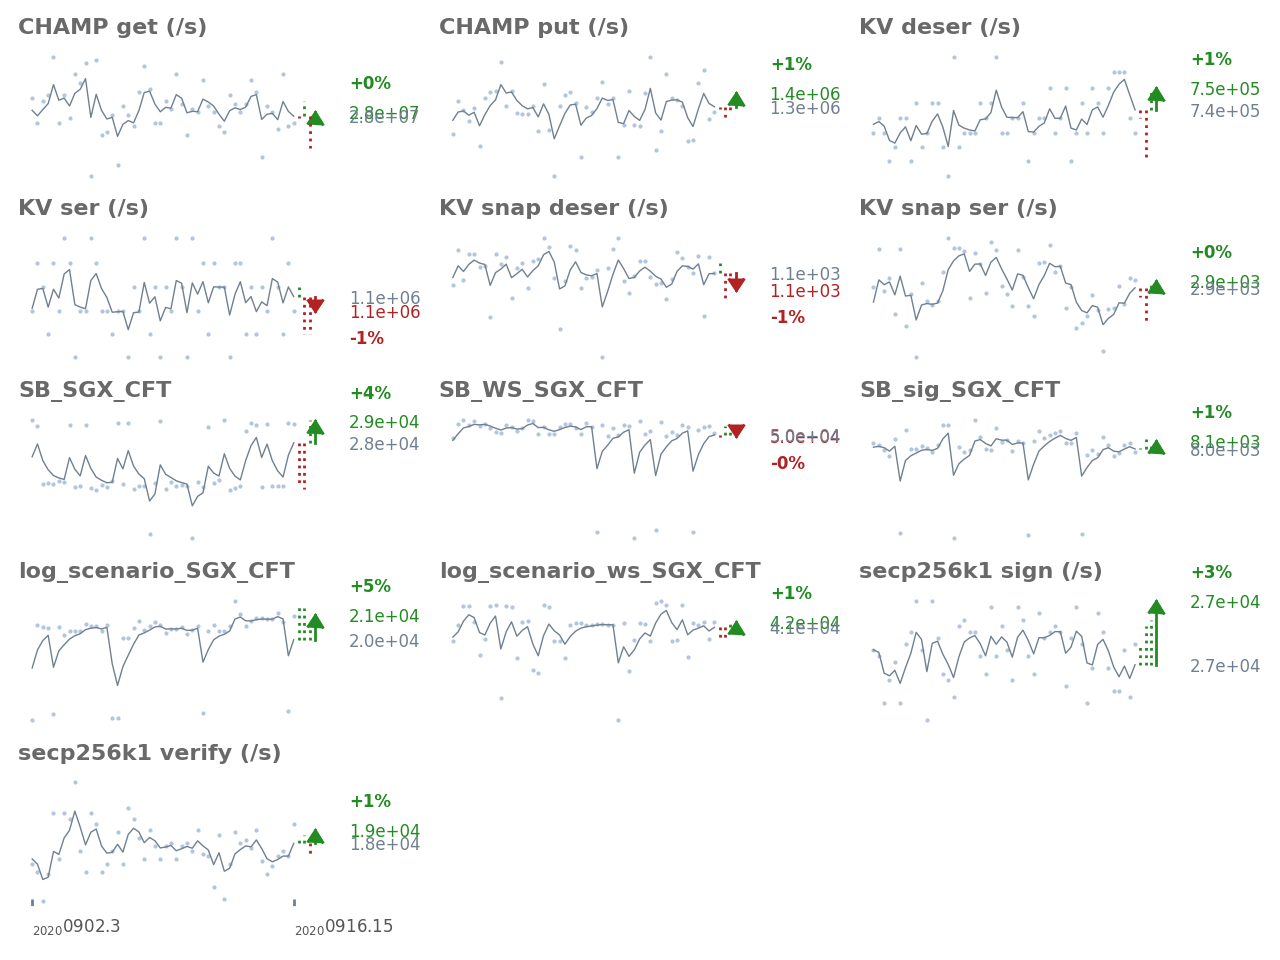 CHAMP get (/s)
+0%
2.8e+07
2.8e+07
CHAMP put (/s)
+1%
1.4e+06
1.3e+06
KV deser (/s)
+1%
7.5e+05
7.4e+05
KV ser (/s)
1.1e+06
1.1e+06
-1%
KV snap deser (/s)
1.1e+03
1.1e+03
-1%
KV snap ser (/s)
+0%
2.9e+03
2.9e+03
SB_SGX_CFT
+4%
2.9e+04
2.8e+04
SB_WS_SGX_CFT
5.0e+04
-0%
SB_sig_SGX_CFT
+1%
8.1e+03
8.0e+03
log_scenario_SGX_CFT
+5%
2.1e+04
2.0e+04
log_scenario_ws_SGX_CFT
+1%
4.2e+04
4.1e+04
secp256k1 sign (/s)
+3%
2.7e+04
2.7e+04
secp256k1 verify (/s)
+1%
1.9e+04
1.8e+04
20200902.3
20200916.15